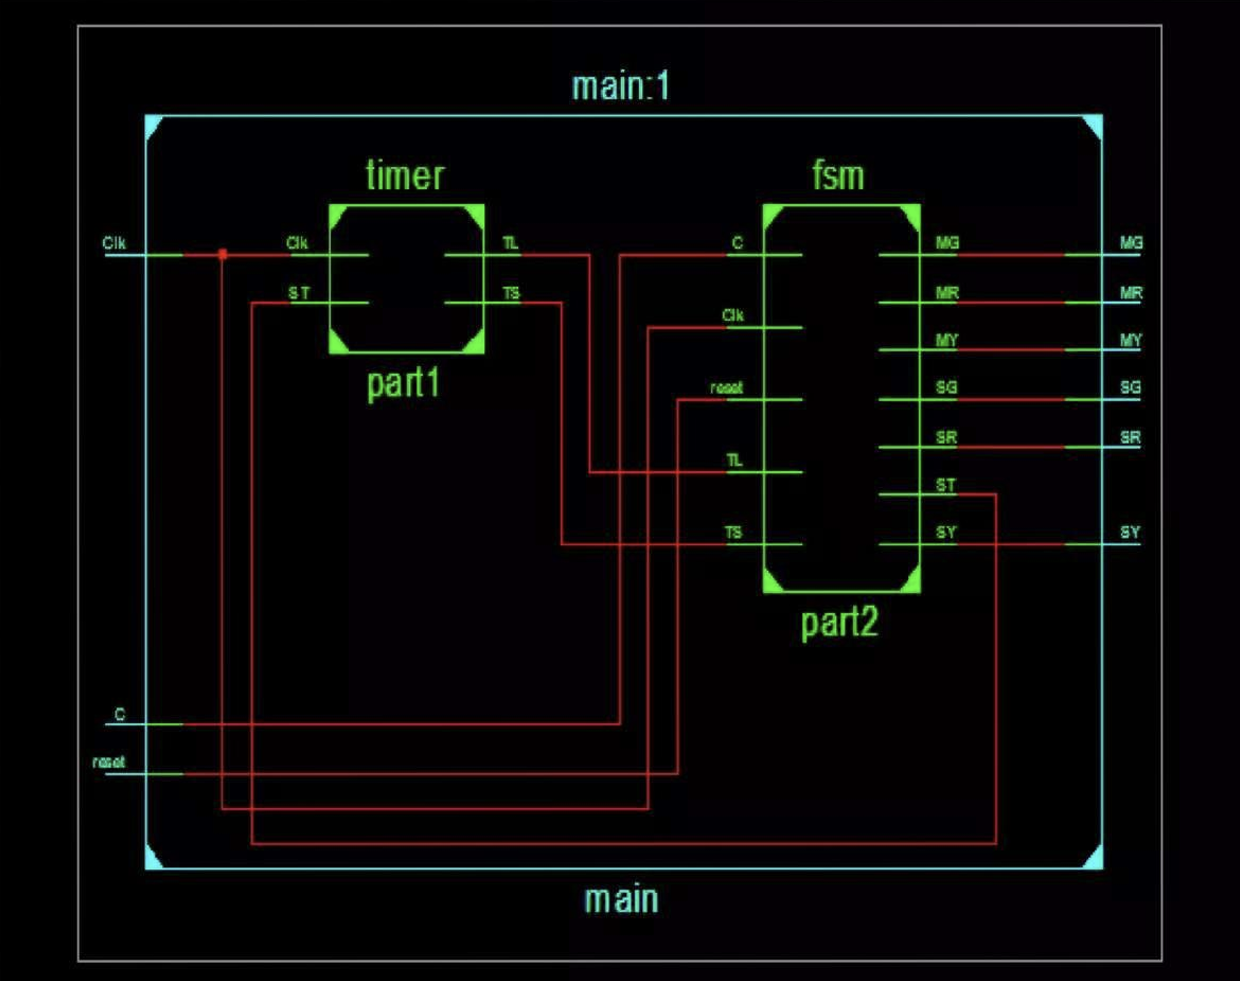 main:1
timer
fsm
Clk
Clk
TL
C
MG
MG
ST
TS
MR
MR
Clk
MY
MY
reset
SG
SG
part1
SR
SR
TL
ST
TS
SY
SY
part2
C
reset
main